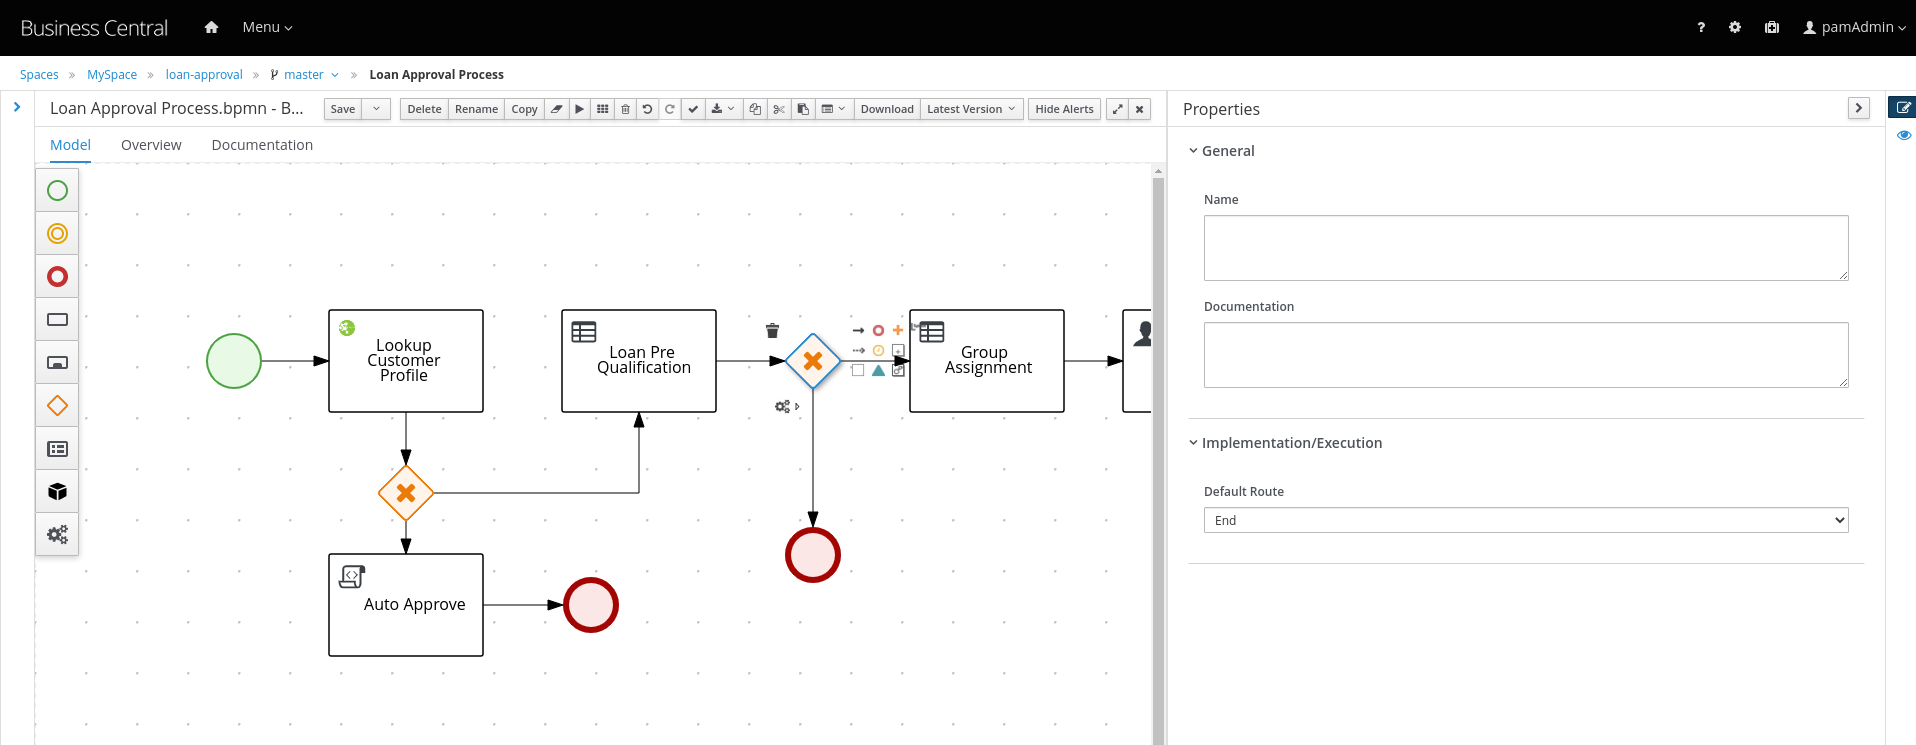 Business Central
Menu
?
pamAdmin
Spaces » MySpace » loan-approval » master » Loan Approval Process
Loan Approval Process.bpmn - B...
Save
Delete
Rename
Copy
Download
Latest Version
Hide Alerts
Properties
Model
Overview
Documentation
General
Name
Documentation
Implementation/Execution
Default Route
End
Lookup
Customer
Profile
Loan Pre
Qualification
Group
Assignment
Auto Approve